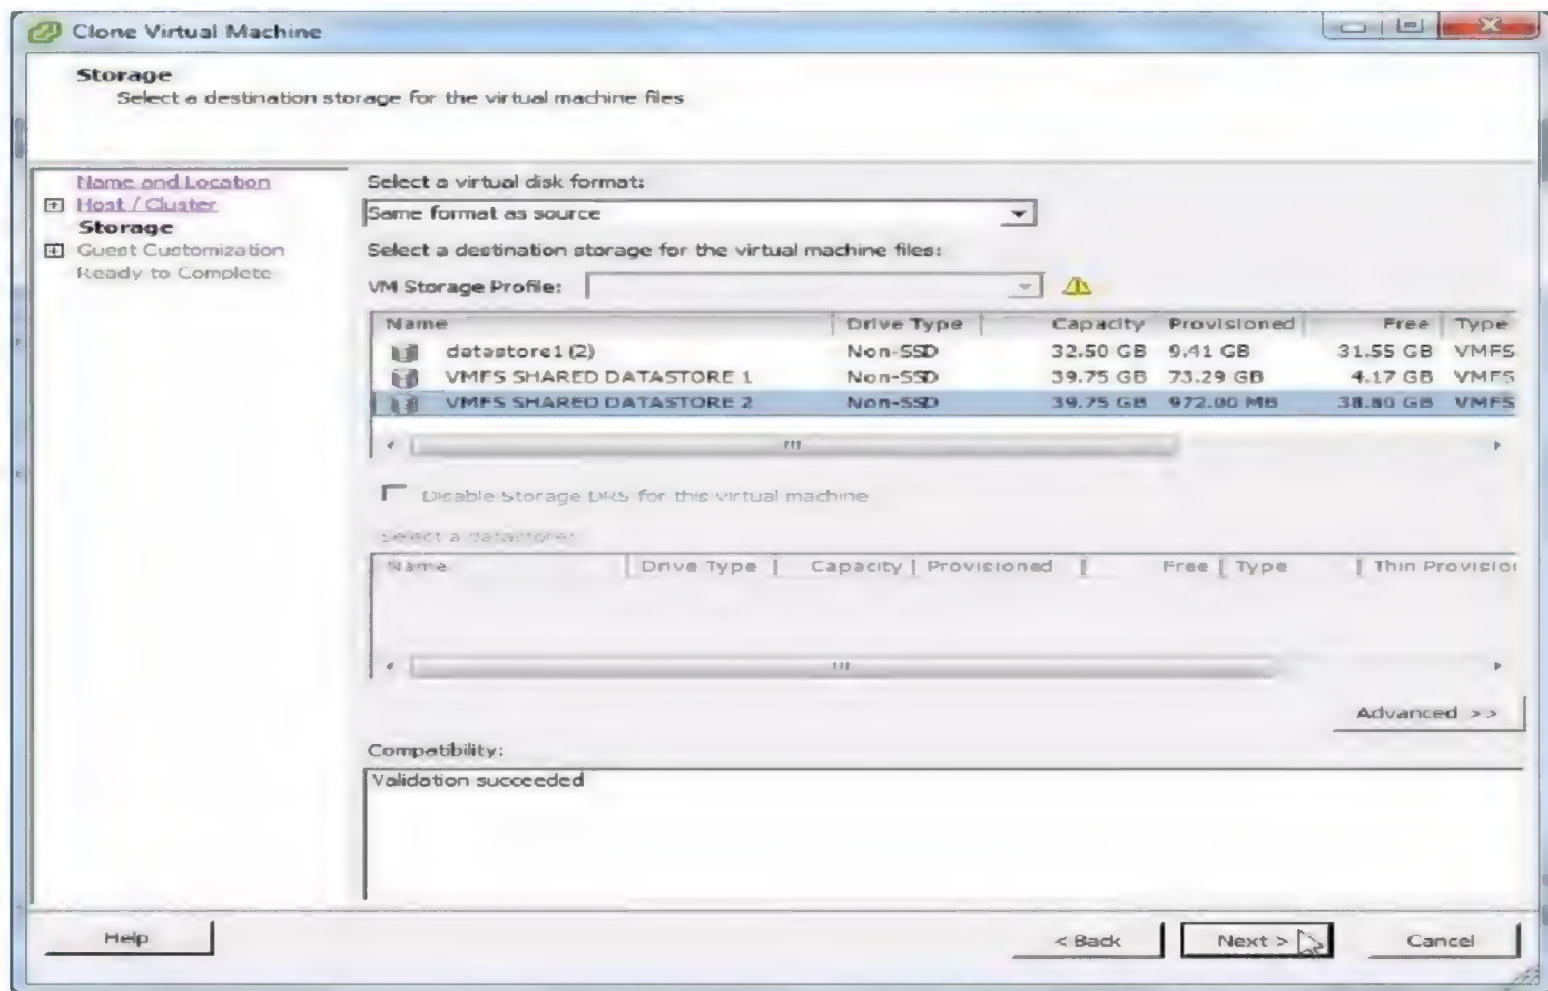 Clone Virtual Machine
Storage
Select a destination storage for the virtual machine files
Name and Location
Host / Cluster
Storage
Guest Customization
Ready to Complete
Select a virtual disk format:
Same format as source
Select a destination storage for the virtual machine files:
VM Storage Profile:
Name Drive Type Capacity Provisioned Free Type
datastore1 (2) Non-SSD 32.50 GB 9.41 GB 31.55 GB VMFS
VMFS SHARED DATASTORE 1 Non-SSD 39.75 GB 73.29 GB 4.17 GB VMFS
VMFS SHARED DATASTORE 2 Non-SSD 39.75 GB 972.00 MB 38.80 GB VMFS
Disable Storage DRS for this virtual machine
Select a datastore:
Name Drive Type Capacity Provisioned Free Type Thin Provision
Advanced >>
Compatibility:
Validation succeeded
Help < Back Next > Cancel